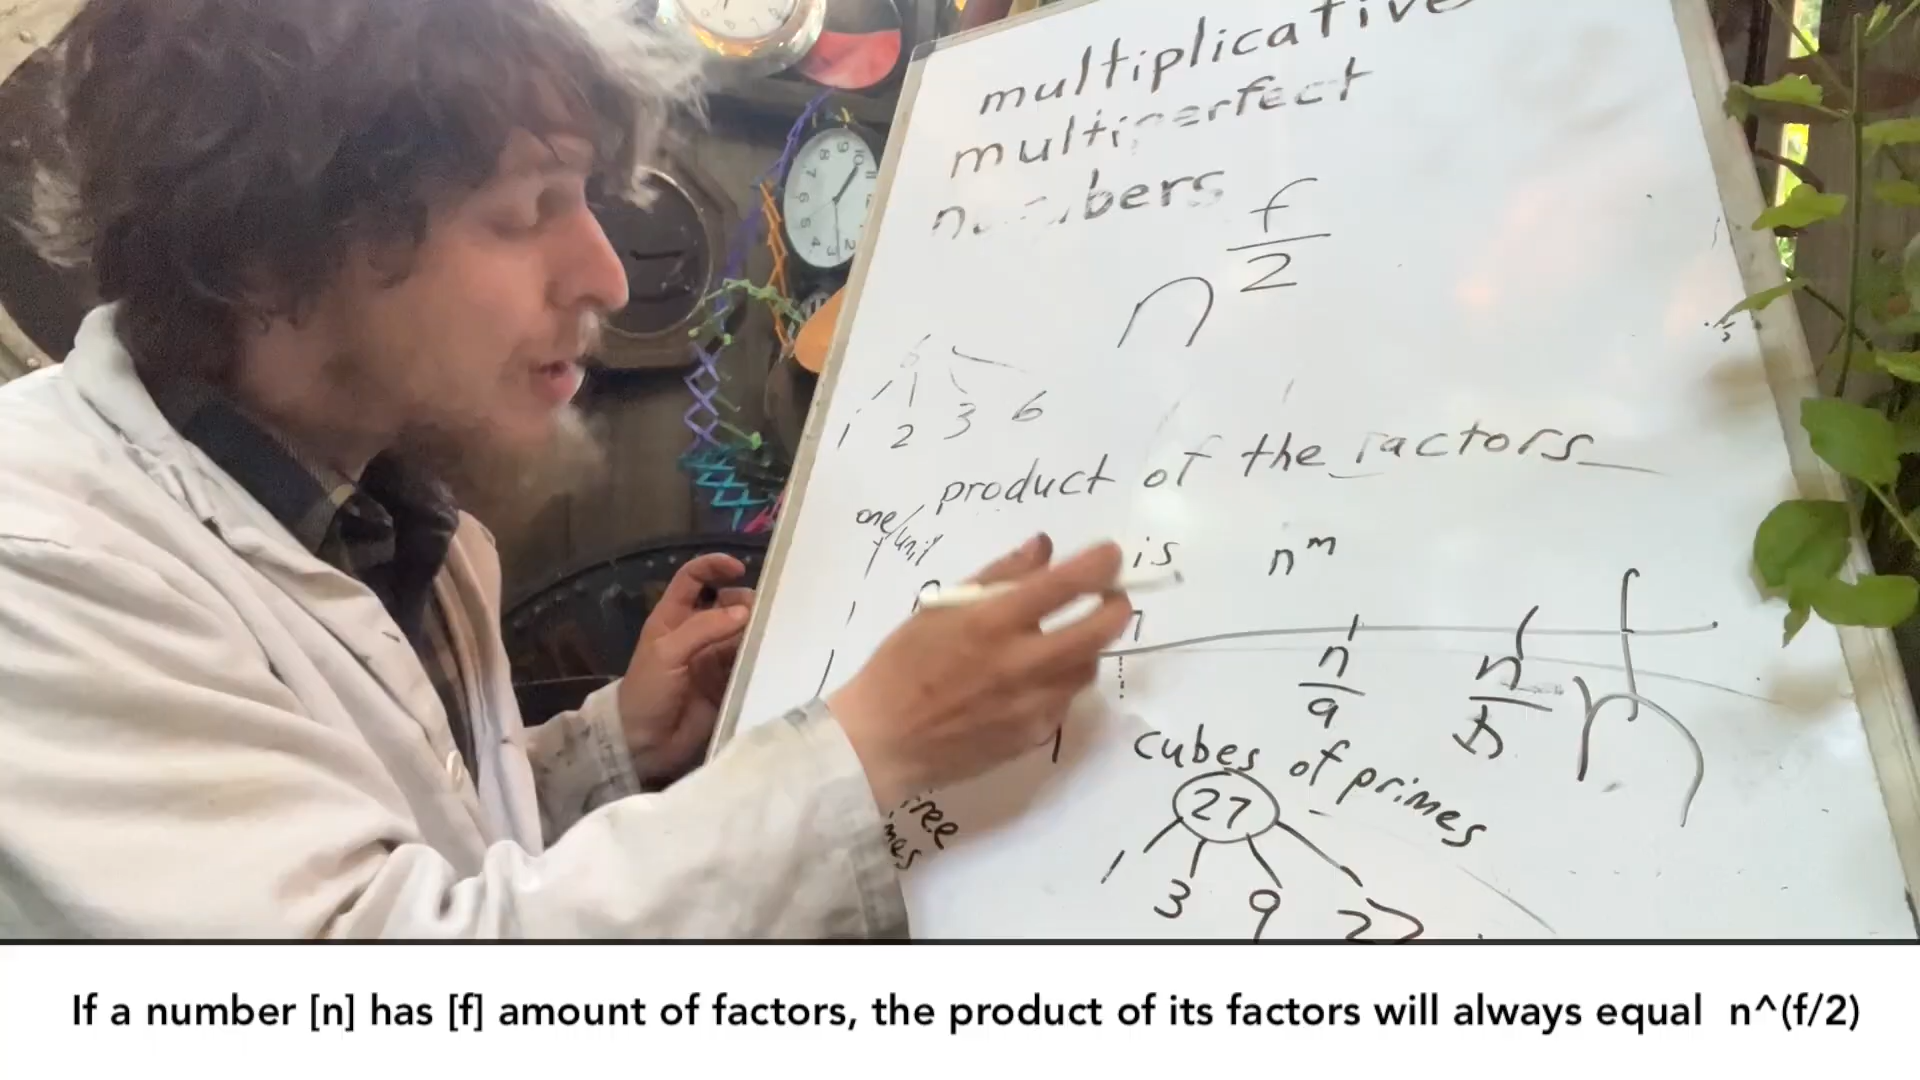 multiplicative
multiperfect
numbers
n^(f/2)
6
1 2 3 6
product of the factors
one/unit
is n^m
n/a
n
cubes of primes
27
1 3 9 27
If a number [n] has [f] amount of factors, the product of its factors will always equal n^(f/2)